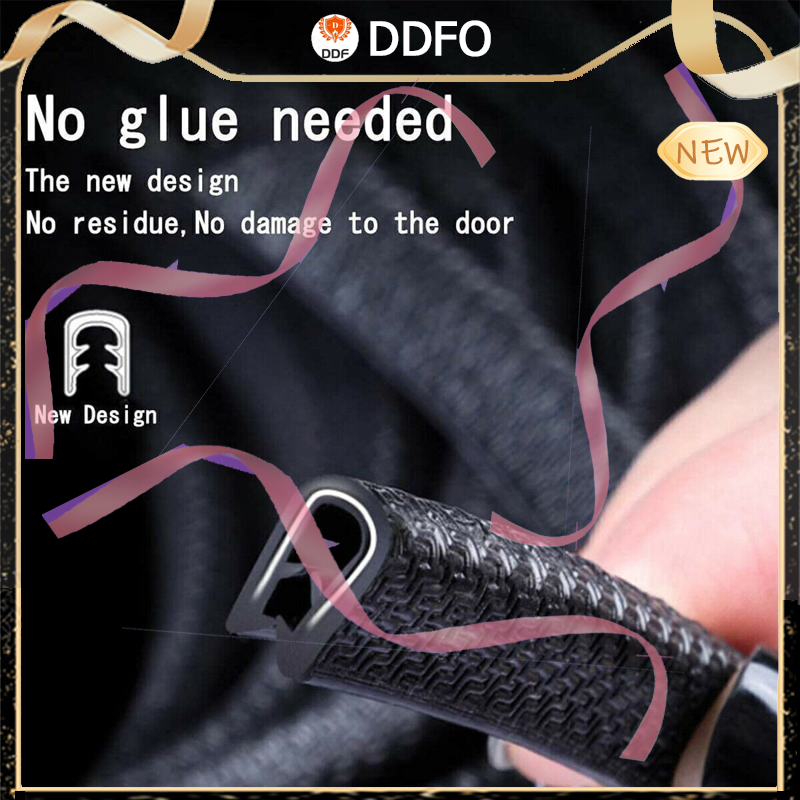 DDF
DDFO
No glue needed
NEW
The new design
No residue,No damage to the door
New Design